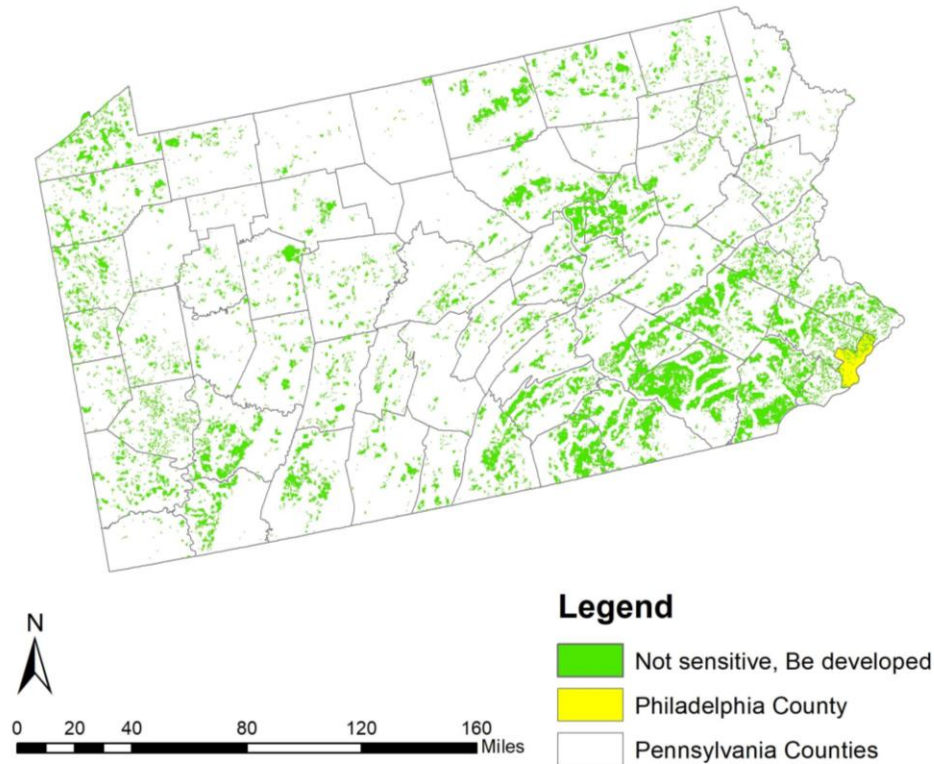 Legend
N
Not sensitive, Be developed
Philadelphia County
0 20 40 80 120 160
Miles
Pennsylvania Counties